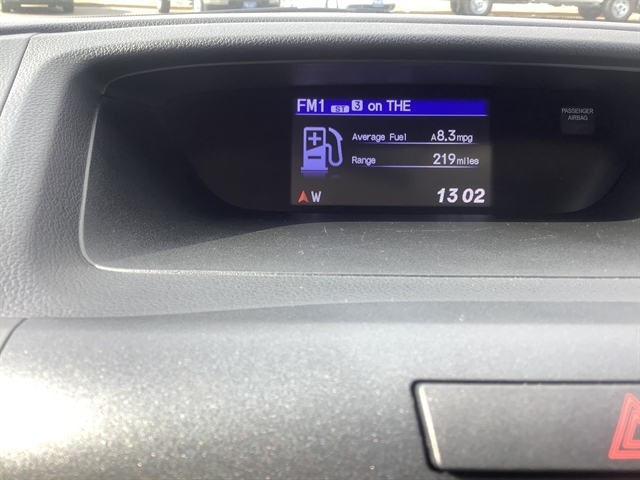 FM1 ST 3 on THE
PASSENGER
AIRBAG
Average Fuel A8.3mpg
Range 219miles
W 13 02